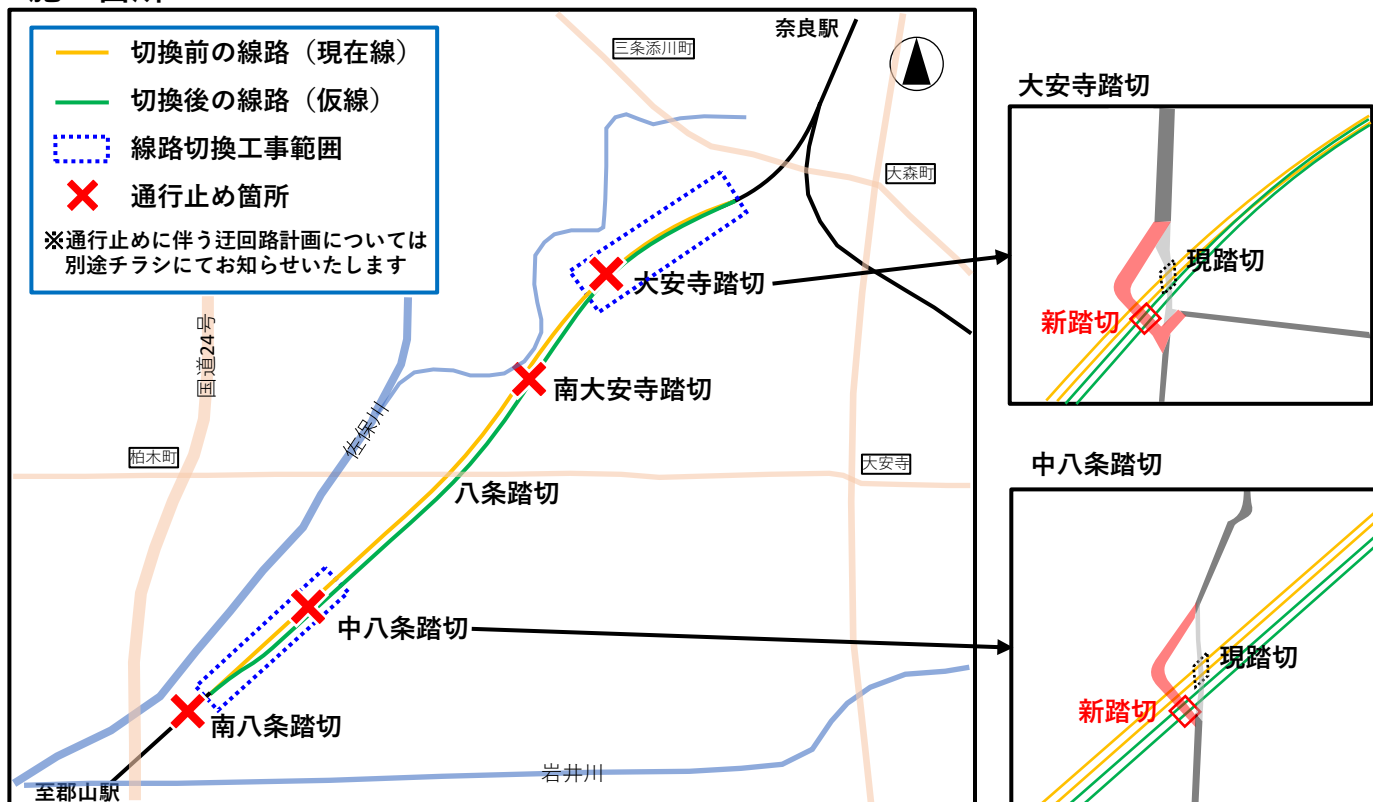 奈良駅
切換前の線路（現在線）
切換後の線路（仮線）
線路切換工事範囲
通行止め箇所
※通行止めに伴う迂回路計画については
別途チラシにてお知らせいたします
三条添川町
大森町
大安寺踏切
南大安寺踏切
国道24号
佐保川
柏木町
大安寺
八条踏切
中八条踏切
南八条踏切
岩井川
至郡山駅
大安寺踏切
現踏切
新踏切
中八条踏切
現踏切
新踏切